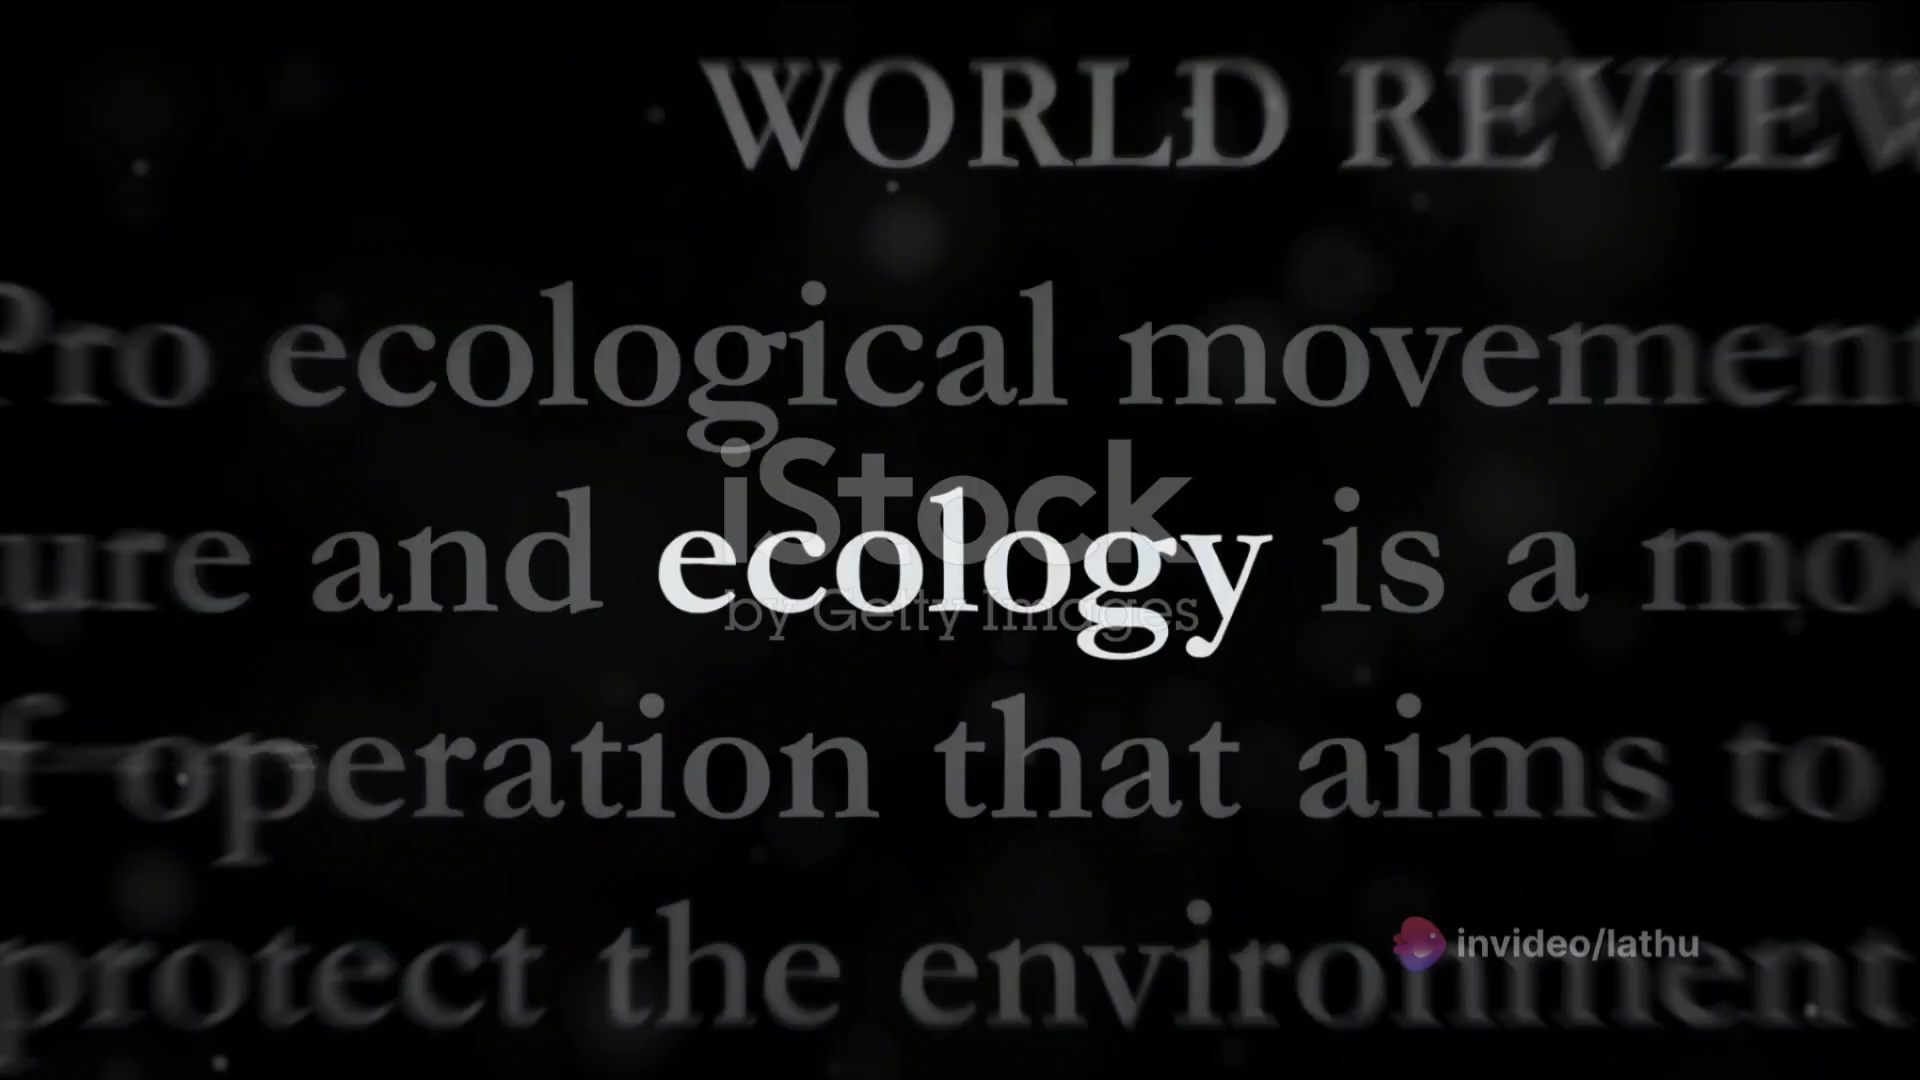 WORLD REVIEW
Pro ecological movement
ure and ecology is a mod
iStock
by Getty Images
f operation that aims to
protect the environment
invideo/lathu